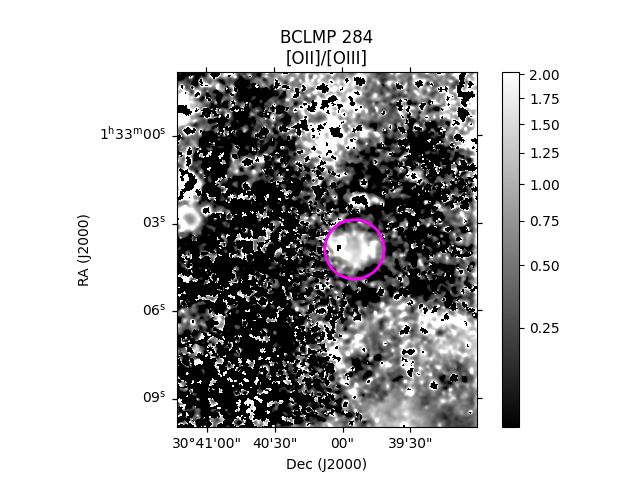 BCLMP 284
[OII]/[OIII]
1ʰ33ᵐ00ˢ
03ˢ
06ˢ
09ˢ
RA (J2000)
30°41'00" 40'30" 00" 39'30"
Dec (J2000)
2.00
1.75
1.50
1.25
1.00
0.75
0.50
0.25